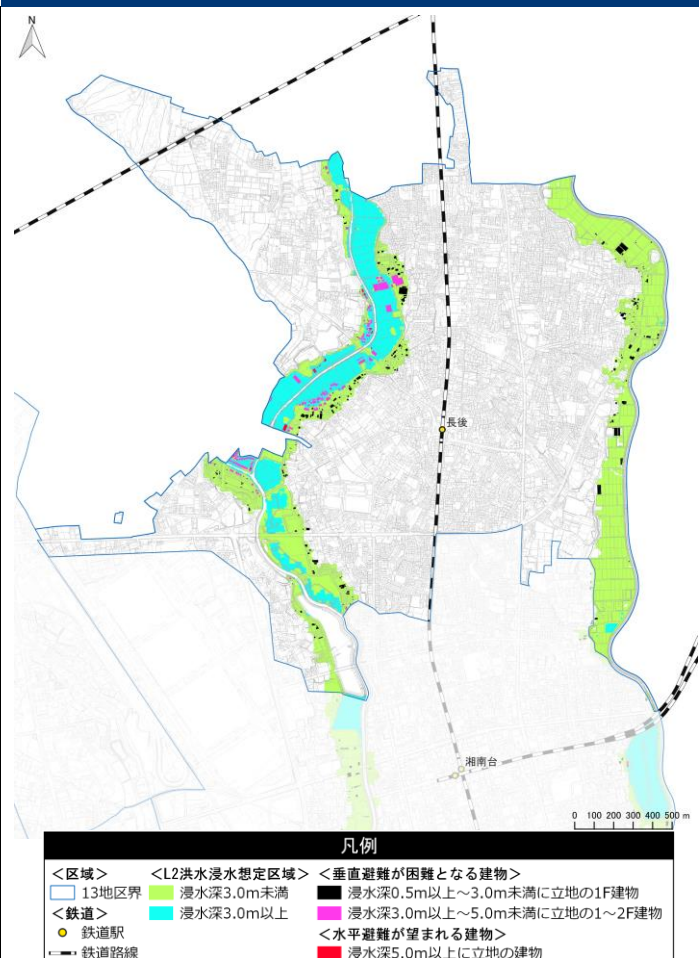 N
長後
湘南台
0 100 200 300 400 500 m
凡例
＜区域＞ ＜L2洪水浸水想定区域＞ ＜垂直避難が困難となる建物＞
13地区界 浸水深3.0m未満 浸水深0.5m以上～3.0m未満に立地の1F建物
＜鉄道＞ 浸水深3.0m以上 浸水深3.0m以上～5.0m未満に立地の1～2F建物
鉄道駅 ＜水平避難が望まれる建物＞
鉄道路線 浸水深5.0m以上に立地の建物